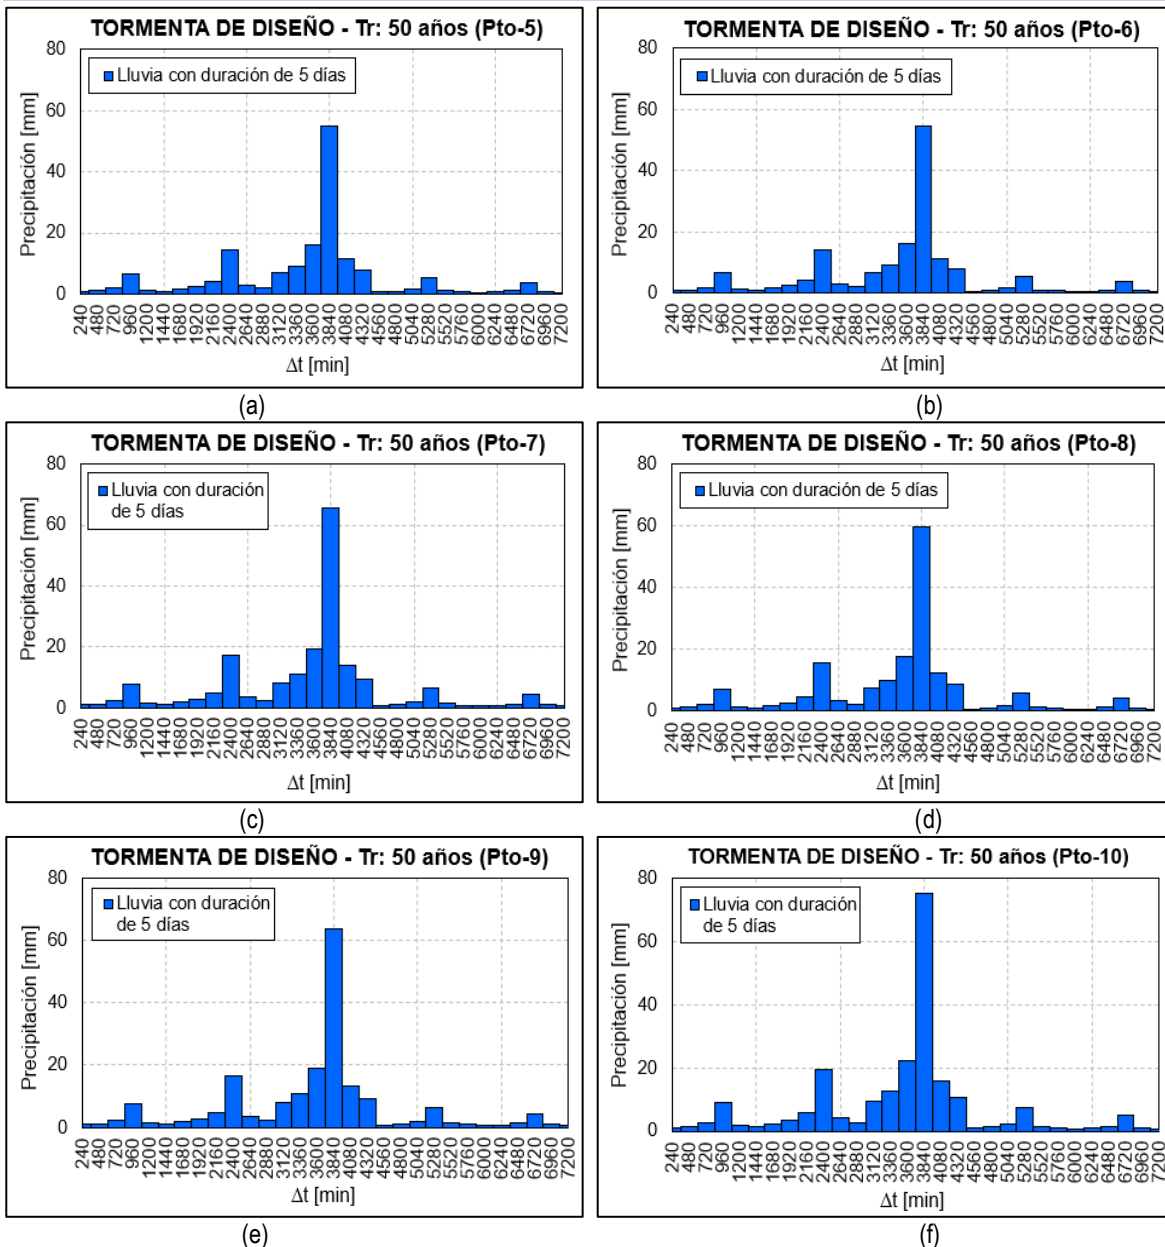 TORMENTA DE DISEÑO - Tr: 50 años (Pto-5)
80
60
40
20
0
Precipitación [mm]
Lluvia con duración de 5 días
240 480 720 960 1200 1440 1680 1920 2160 2400 2640 2880 3120 3360 3600 3840 4080 4320 4560 4800 5040 5280 5520 5760 6000 6240 6480 6720 6960 7200
Δt [min]
(a)
TORMENTA DE DISEÑO - Tr: 50 años (Pto-6)
80
60
40
20
0
Precipitación [mm]
Lluvia con duración de 5 días
240 480 720 960 1200 1440 1680 1920 2160 2400 2640 2880 3120 3360 3600 3840 4080 4320 4560 4800 5040 5280 5520 5760 6000 6240 6480 6720 6960 7200
Δt [min]
(b)
TORMENTA DE DISEÑO - Tr: 50 años (Pto-7)
80
60
40
20
0
Precipitación [mm]
Lluvia con duración
de 5 días
240 480 720 960 1200 1440 1680 1920 2160 2400 2640 2880 3120 3360 3600 3840 4080 4320 4560 4800 5040 5280 5520 5760 6000 6240 6480 6720 6960 7200
Δt [min]
(c)
TORMENTA DE DISEÑO - Tr: 50 años (Pto-8)
80
60
40
20
0
Precipitación [mm]
Lluvia con duración de 5 días
240 480 720 960 1200 1440 1680 1920 2160 2400 2640 2880 3120 3360 3600 3840 4080 4320 4560 4800 5040 5280 5520 5760 6000 6240 6480 6720 6960 7200
Δt [min]
(d)
TORMENTA DE DISEÑO - Tr: 50 años (Pto-9)
80
60
40
20
0
Precipitación [mm]
Lluvia con duración
de 5 días
240 480 720 960 1200 1440 1680 1920 2160 2400 2640 2880 3120 3360 3600 3840 4080 4320 4560 4800 5040 5280 5520 5760 6000 6240 6480 6720 6960 7200
Δt [min]
(e)
TORMENTA DE DISEÑO - Tr: 50 años (Pto-10)
80
60
40
20
0
Precipitación [mm]
Lluvia con duración
de 5 días
240 480 720 960 1200 1440 1680 1920 2160 2400 2640 2880 3120 3360 3600 3840 4080 4320 4560 4800 5040 5280 5520 5760 6000 6240 6480 6720 6960 7200
Δt [min]
(f)